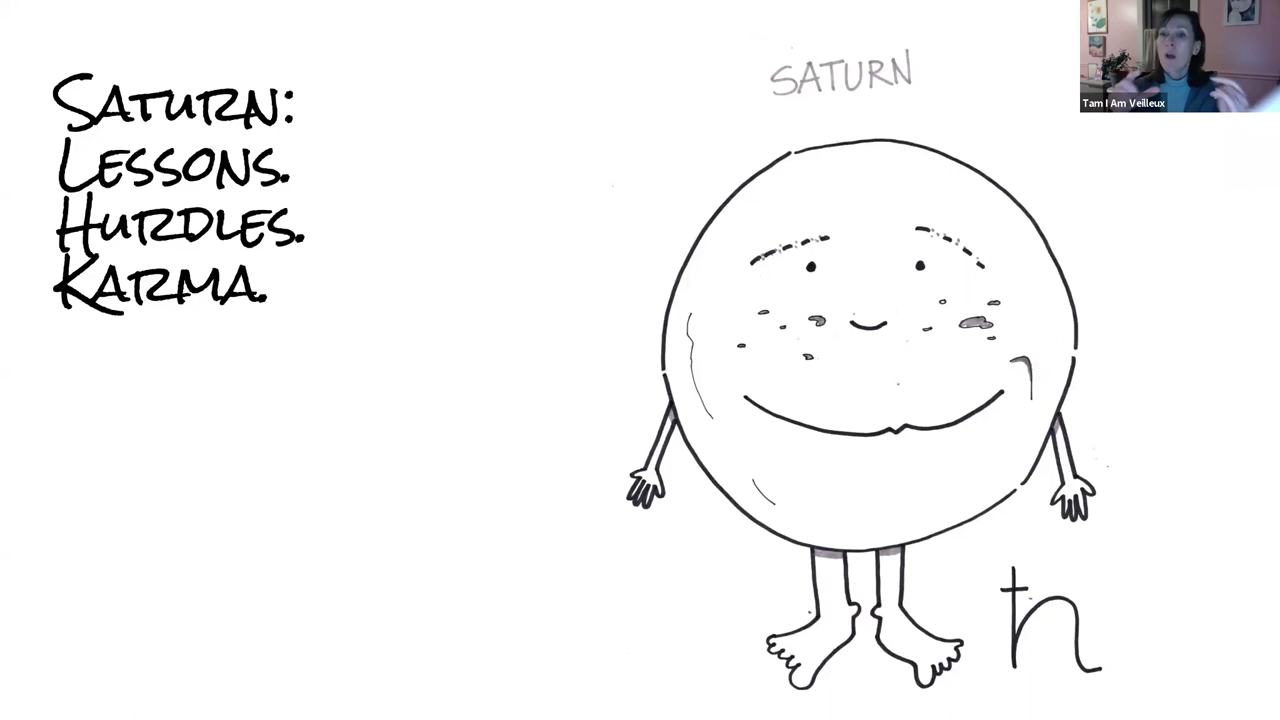 Saturn:
Lessons.
Hurdles.
Karma.
SATURN
Tam I Am Veilleux